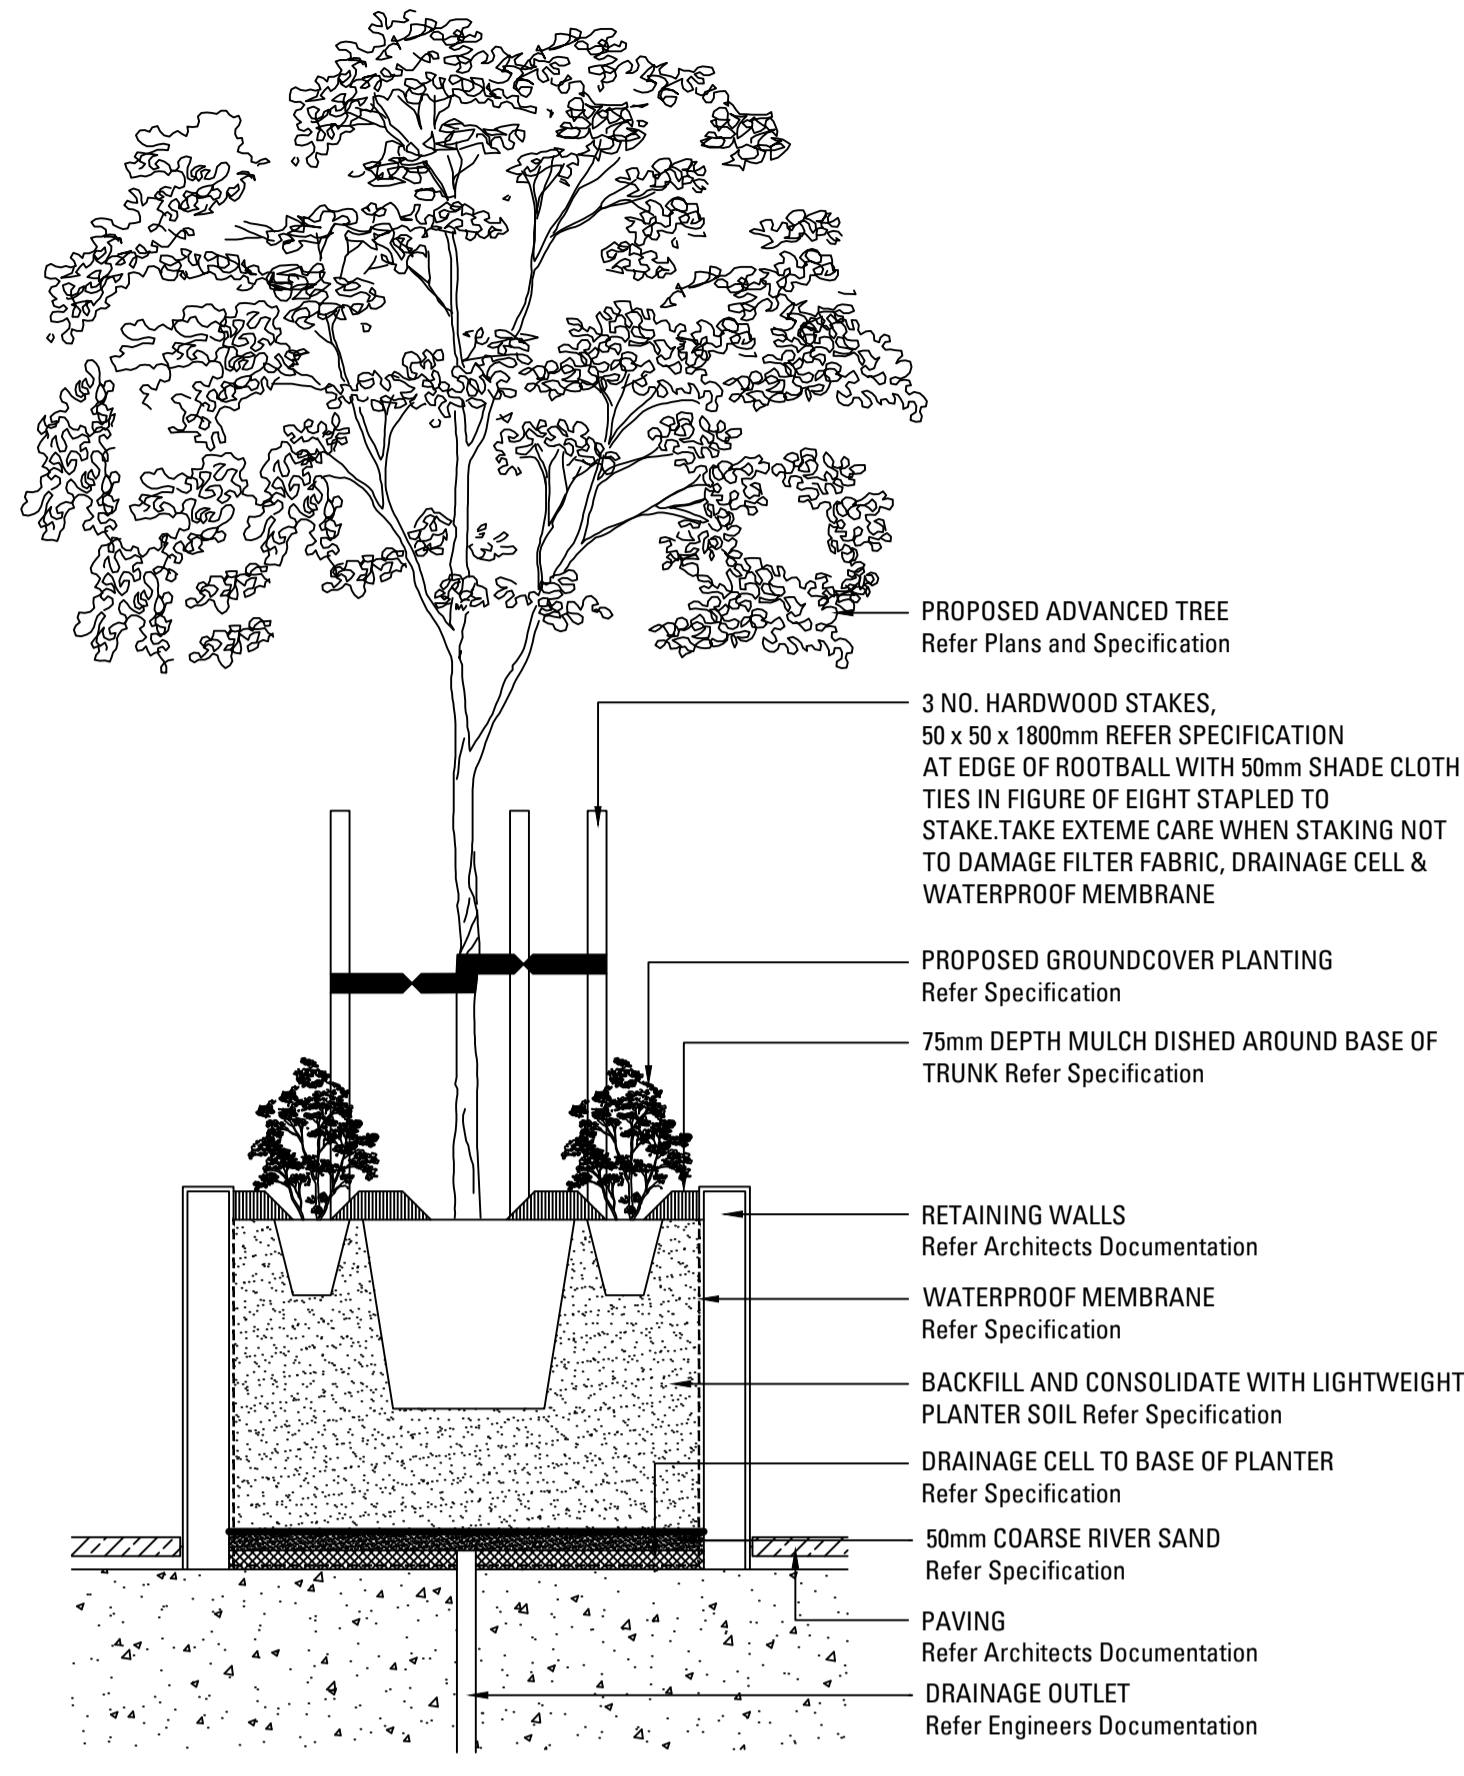 PROPOSED ADVANCED TREE
Refer Plans and Specification
3 NO. HARDWOOD STAKES,
50 x 50 x 1800mm REFER SPECIFICATION
AT EDGE OF ROOTBALL WITH 50mm SHADE CLOTH
TIES IN FIGURE OF EIGHT STAPLED TO
STAKE.TAKE EXTEME CARE WHEN STAKING NOT
TO DAMAGE FILTER FABRIC, DRAINAGE CELL &
WATERPROOF MEMBRANE
PROPOSED GROUNDCOVER PLANTING
Refer Specification
75mm DEPTH MULCH DISHED AROUND BASE OF
TRUNK Refer Specification
RETAINING WALLS
Refer Architects Documentation
WATERPROOF MEMBRANE
Refer Specification
BACKFILL AND CONSOLIDATE WITH LIGHTWEIGHT
PLANTER SOIL Refer Specification
DRAINAGE CELL TO BASE OF PLANTER
Refer Specification
50mm COARSE RIVER SAND
Refer Specification
PAVING
Refer Architects Documentation
DRAINAGE OUTLET
Refer Engineers Documentation